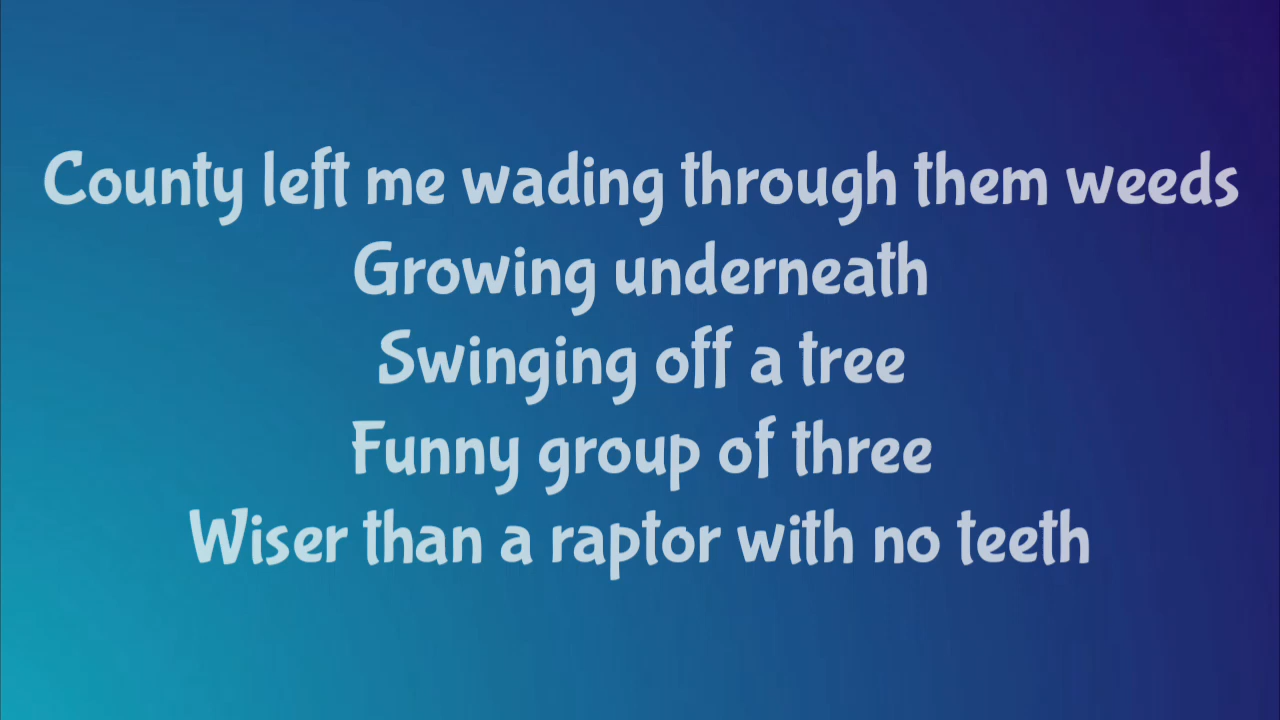 County left me wading through them weeds
Growing underneath
Swinging off a tree
Funny group of three
Wiser than a raptor with no teeth